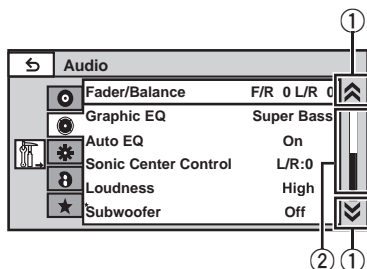 ①
Audio
Fader/Balance F/R 0 L/R 0
Graphic EQ Super Bass
Auto EQ On
Sonic Center Control L/R:0
Loudness High
Subwoofer Off
② ①